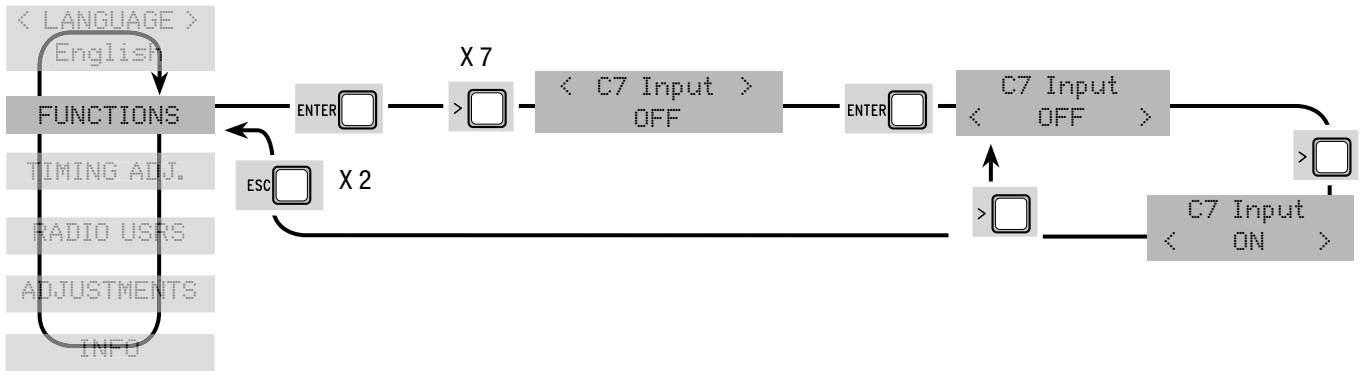 < LANGUAGE >
English
FUNCTIONS
TIMING ADJ.
RADIO USRS
ADJUSTMENTS
INFO
ENTER
X 7
>
< C7 Input >
OFF
ENTER
C7 Input
< OFF >
>
C7 Input
< ON >
>
ESC
X 2